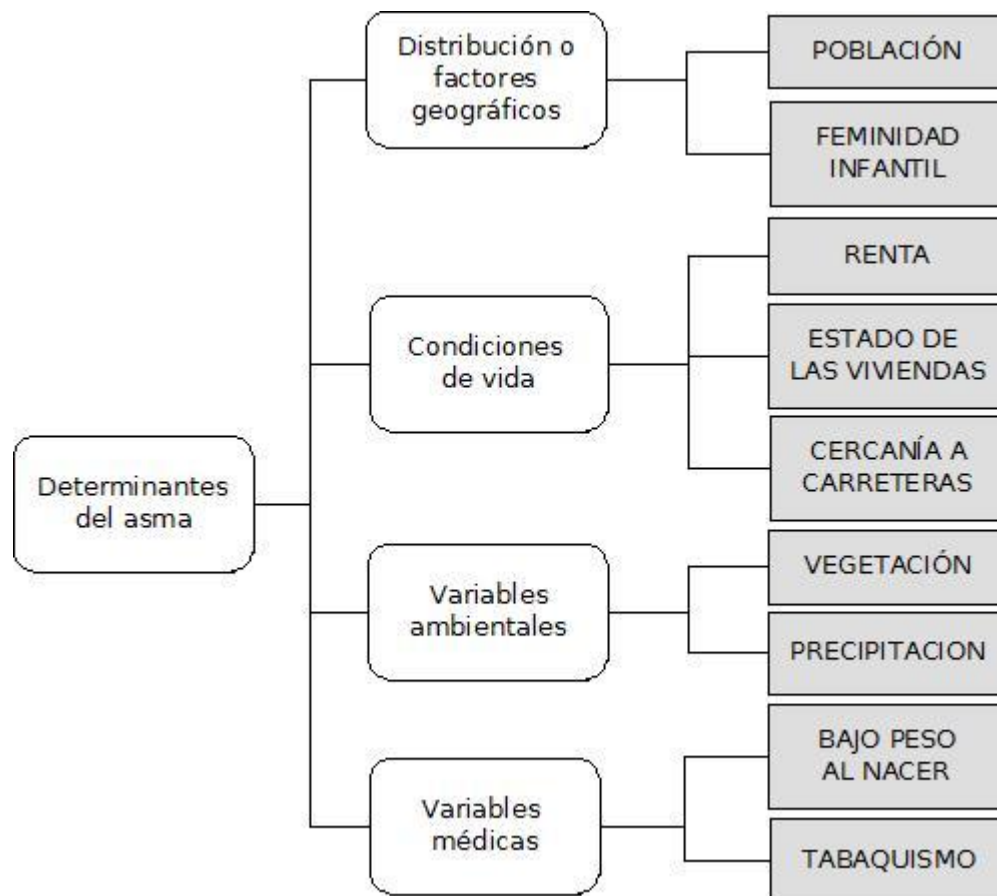 Determinantes
del asma
Distribución o
factores
geográficos
POBLACIÓN
FEMINIDAD
INFANTIL
Condiciones
de vida
RENTA
ESTADO DE
LAS VIVIENDAS
CERCANÍA A
CARRETERAS
Variables
ambientales
VEGETACIÓN
PRECIPITACION
Variables
médicas
BAJO PESO
AL NACER
TABAQUISMO